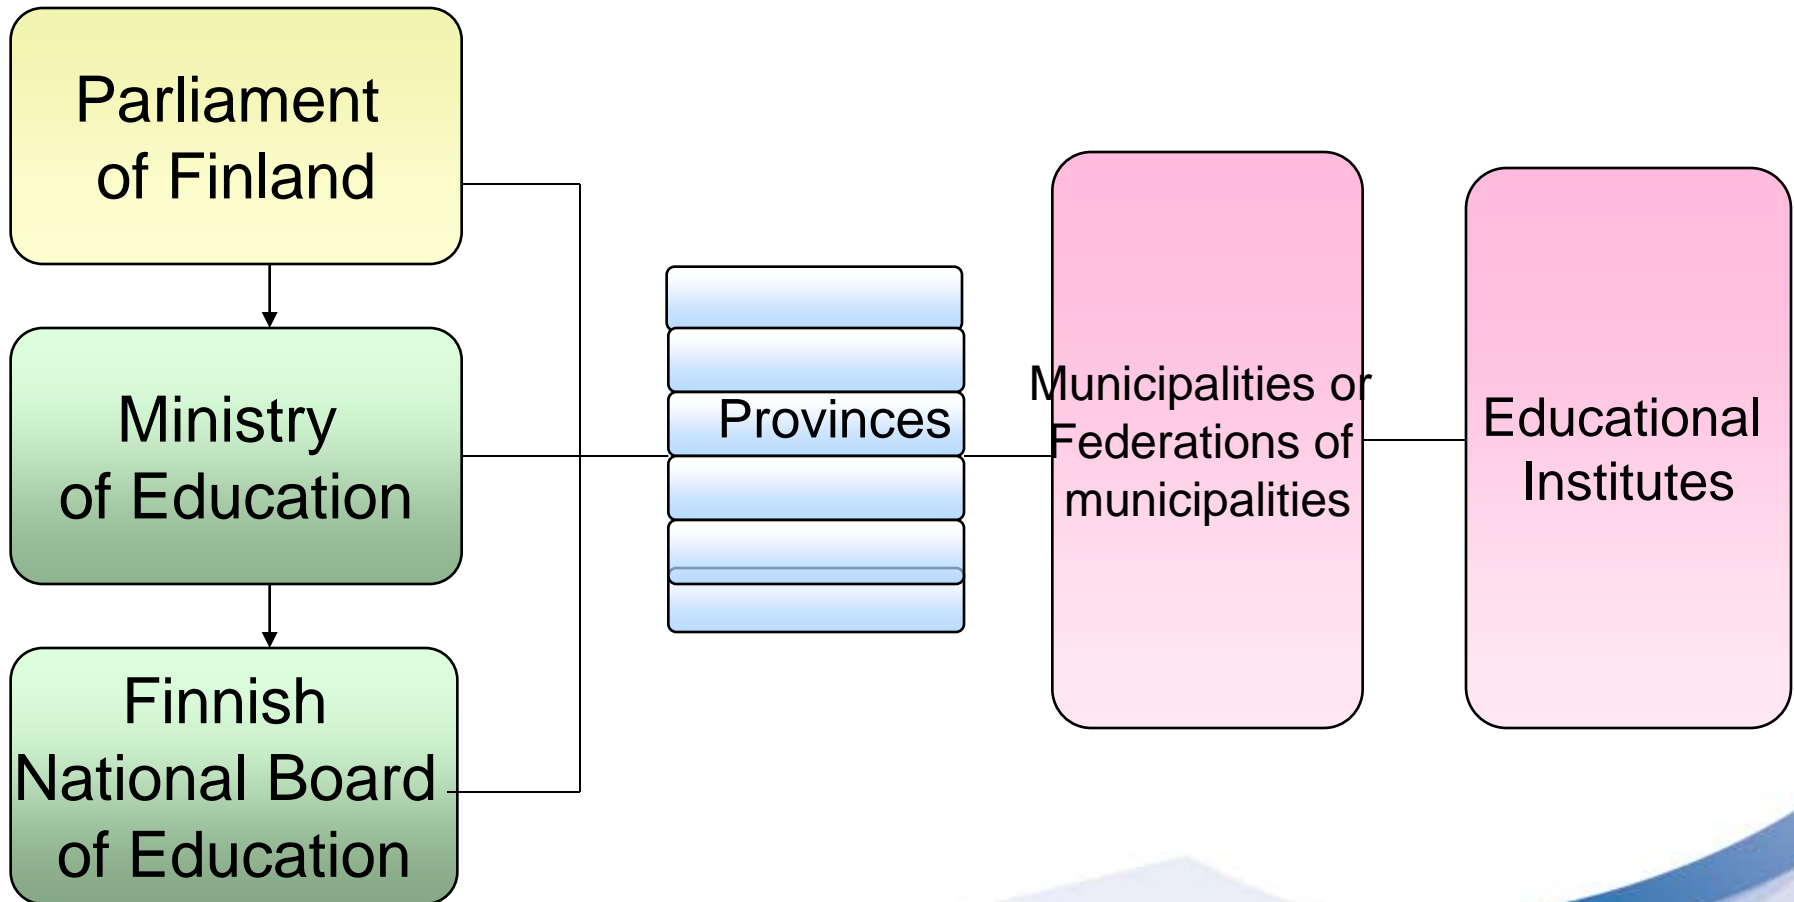 Parliament
of Finland
Ministry
of Education
Finnish
National Board
of Education
Provinces
Municipalities or
Federations of
municipalities
Educational
Institutes